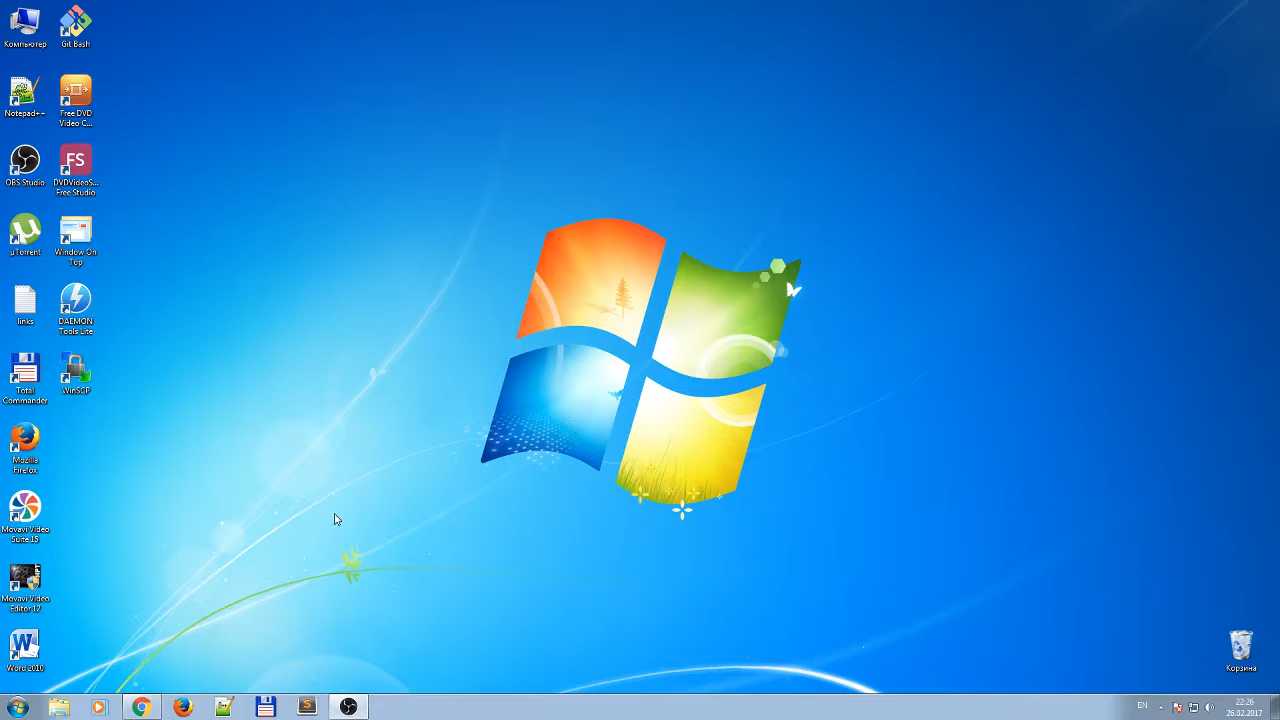 Компьютер
Git Bash
Notepad++
Free DVD
Video C...
OBS Studio
FS
DVDVideoS...
Free Studio
µTorrent
Window On
Top
links
DAEMON
Tools Lite
Total
Commander
WinSCP
Mozilla
Firefox
Movavi Video
Suite 15
Movavi Video
Editor 12
Word 2010
Корзина
EN
22:26
26.02.2017